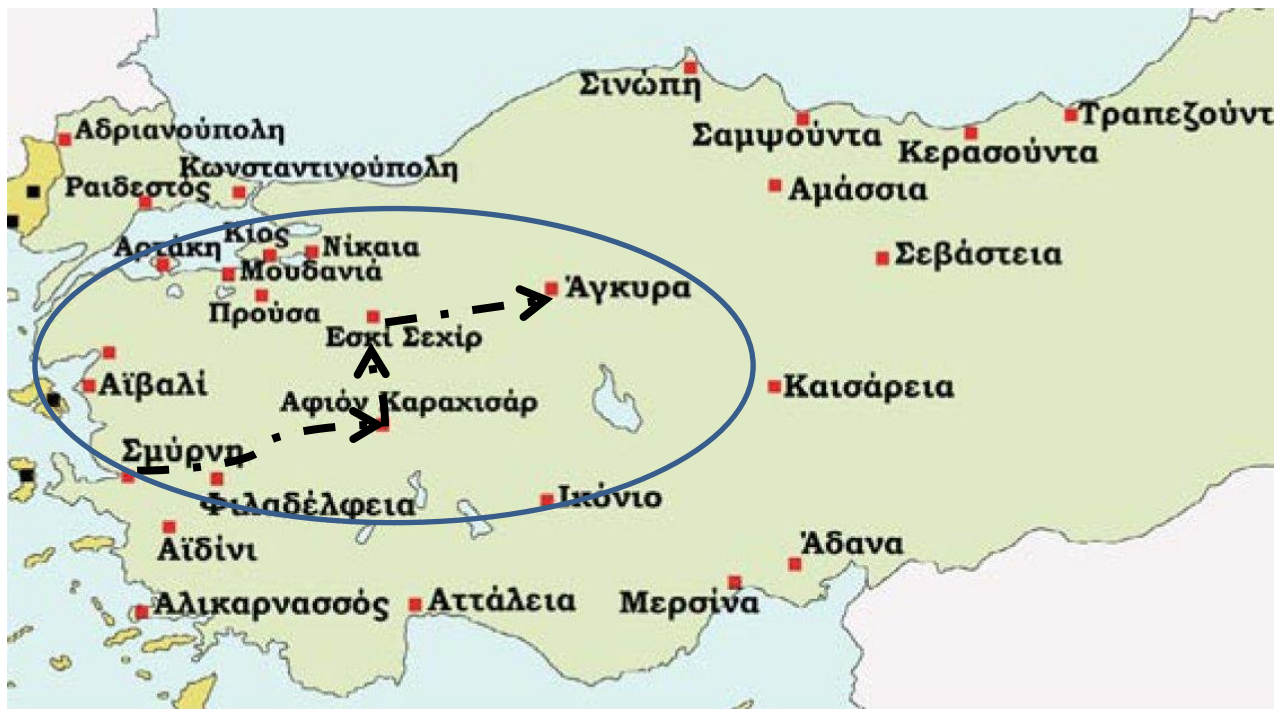 Σινώπη
Σαμψούντα
Κερασούντα
Τραπεζούντ
Αδριανούπολη
Κωνσταντινούπολη
Ραιδεστός
Αμάσσια
Σεβάστεια
Κίος
Αρτάκη
Νίκαια
Μουδανιά
Προύσα
Άγκυρα
Εσκί Σεχίρ
Αϊβαλί
Αφιόν Καραχισάρ
Καισάρεια
Σμύρνη
Φιλαδέλφεια
Ικόνιο
Αϊδίνι
Άδανα
Αλικαρνασσός
Αττάλεια
Μερσίνα